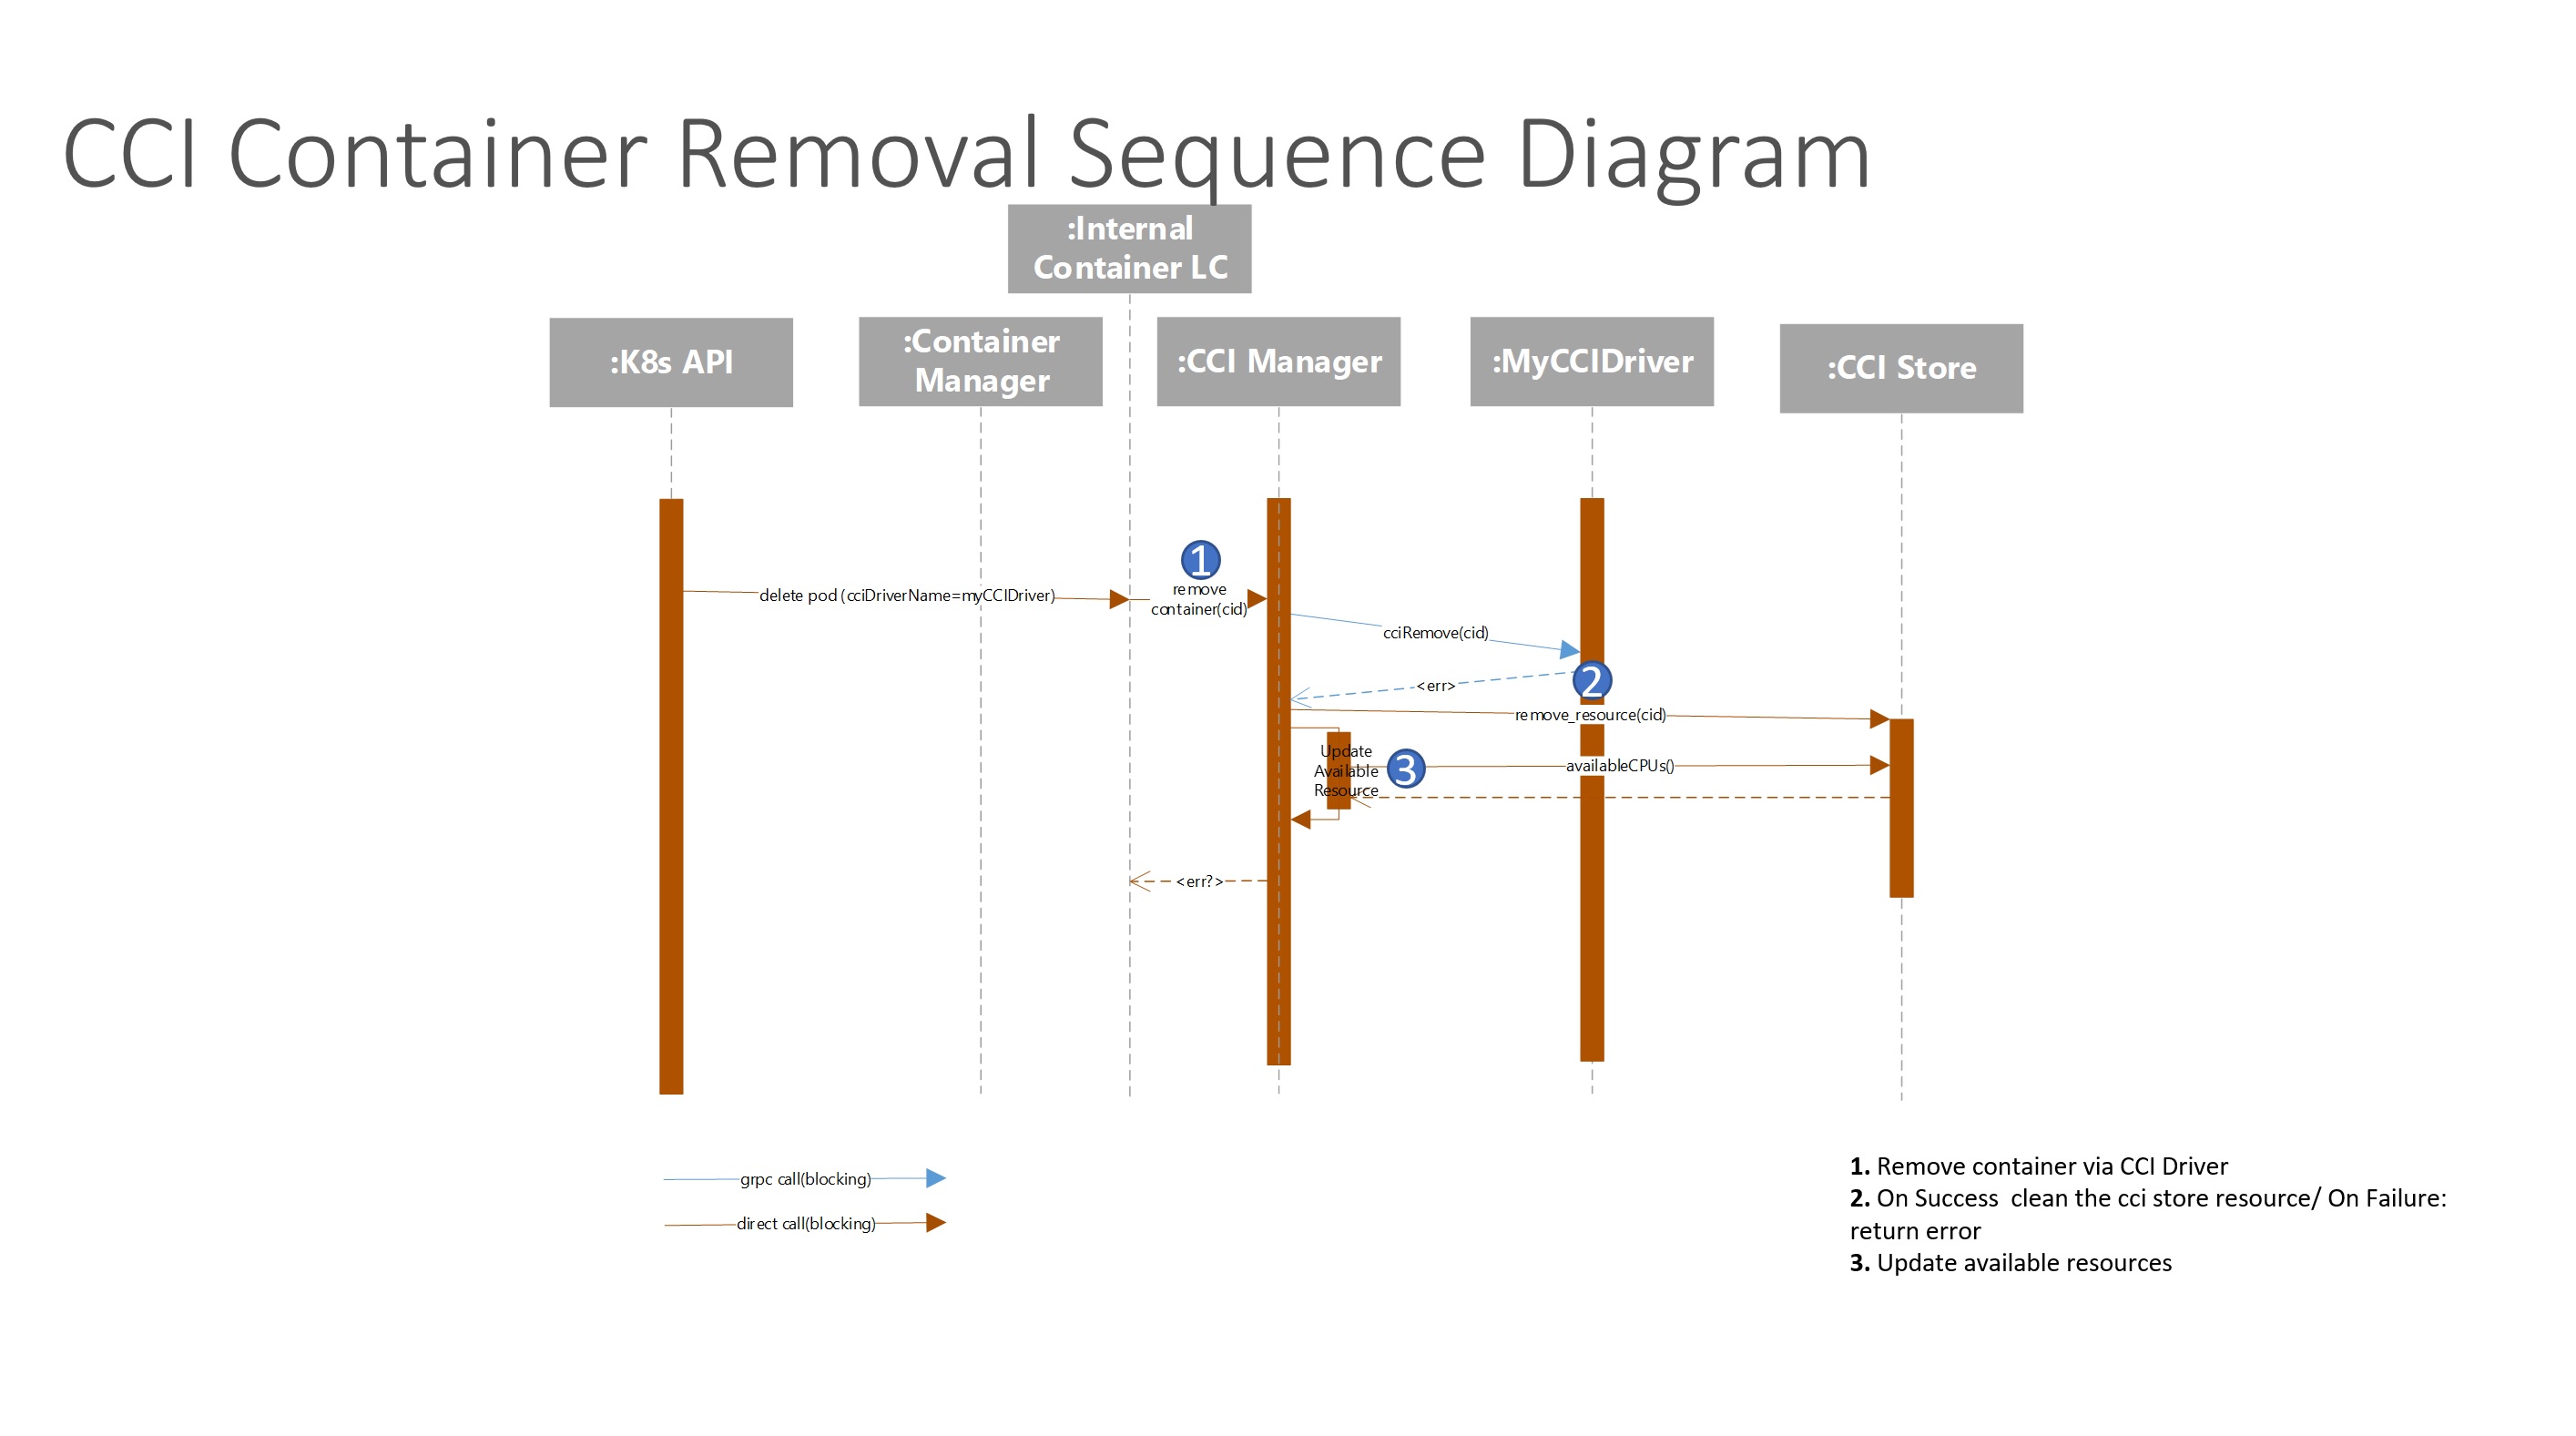 CCI Container Removal Sequence Diagram
:Internal
Container LC
:K8s API
:Container
Manager
:CCI Manager
:MyCCIDriver
:CCI Store
1
delete pod (cciDriverName=myCCIDriver)
remove
container(cid)
cciRemove(cid)
2
<err>
remove_resource(cid)
Update
Available
Resource
3
availableCPUs()
<err?>
grpc call(blocking)
direct call(blocking)
1. Remove container via CCI Driver
2. On Success  clean the cci store resource/ On Failure:
return error
3. Update available resources